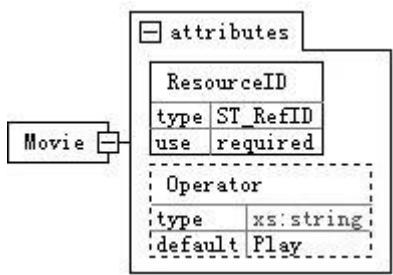 attributes
ResourceID
type ST_RefID
use required
Movie
Operator
type xs:string
default Play